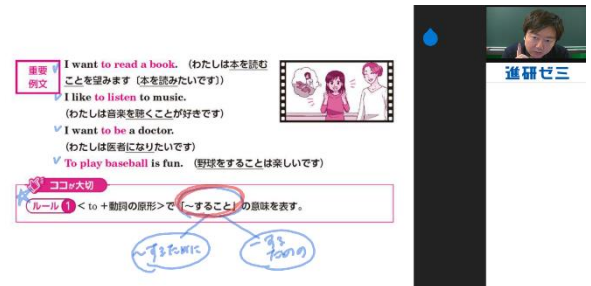 重要
例文
I want to read a book. (わたしは本を読む
ことを望みます〔本を読みたいです〕)
I like to listen to music.
(わたしは音楽を聴くことが好きです)
I want to be a doctor.
(わたしは医者になりたいです)
To play baseball is fun. (野球をすることは楽しいです)
ココが大切
ルール 1 < to +動詞の原形>で「~すること」の意味を表す。
~するために
~する
ための
進研ゼミ